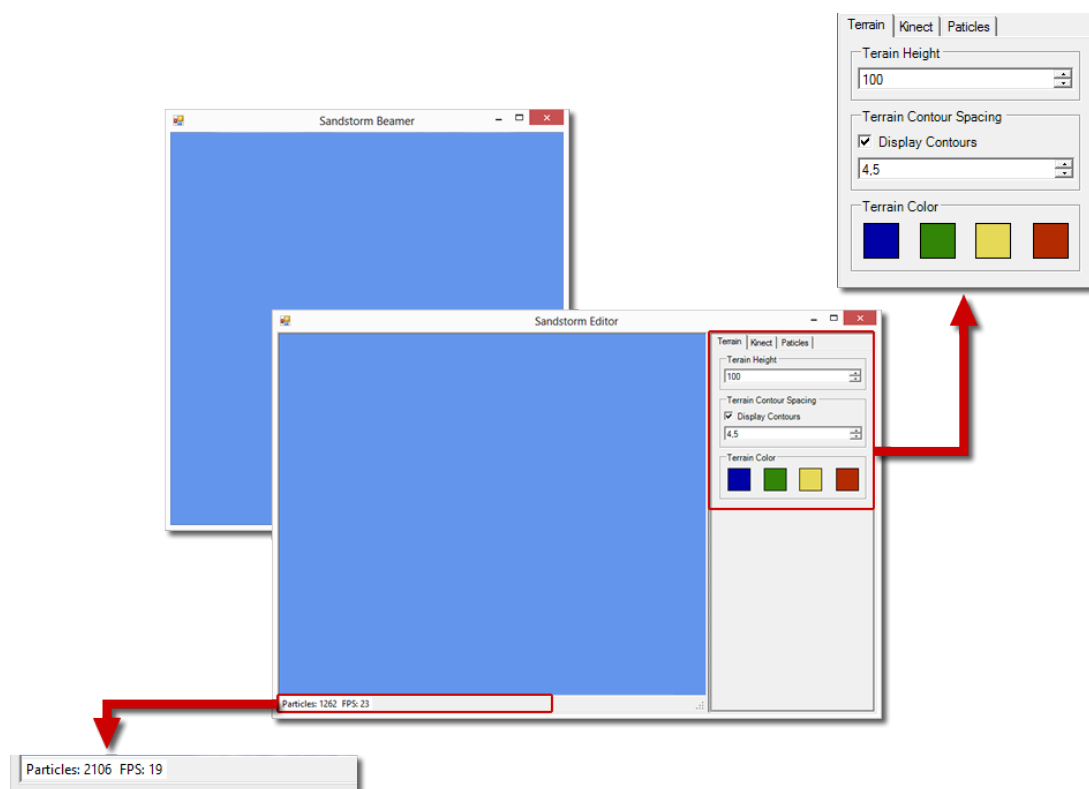 Terrain Kinect Paticles
Terain Height
100
Terrain Contour Spacing
Display Contours
4,5
Terrain Color
Sandstorm Beamer
Sandstorm Editor
Terrain Kinect Paticles
Terain Height
100
Terrain Contour Spacing
Display Contours
4,5
Terrain Color
Particles: 1262 FPS: 23
Particles: 2106 FPS: 19